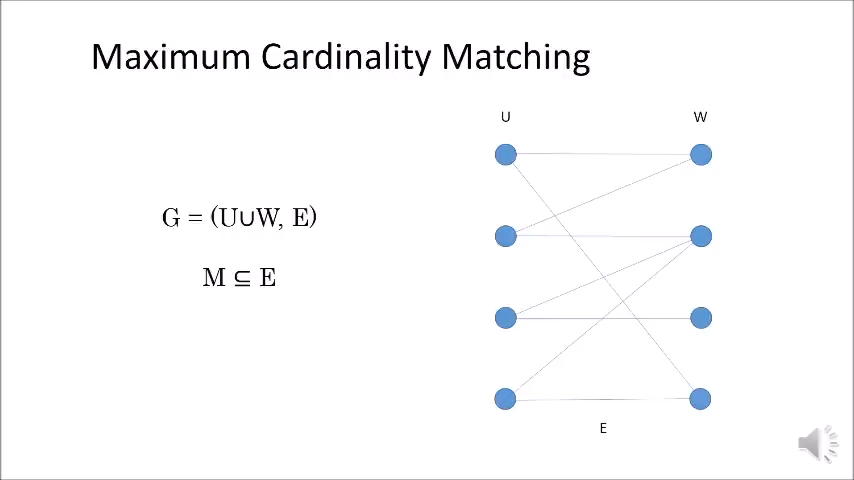 Maximum Cardinality Matching
U
W
G = (U∪W, E)
M ⊆ E
E